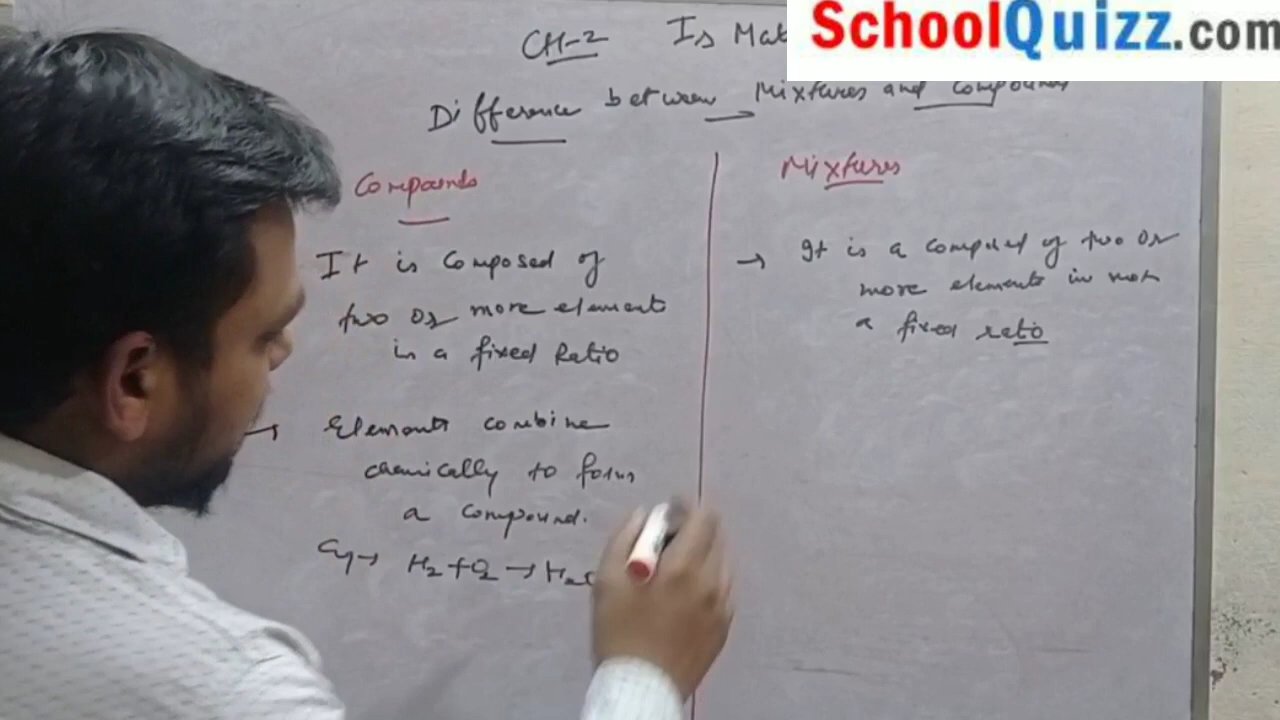 SchoolQuizz.com
CH-2 Is Mat
Difference between Mixtures and Compounds
Compounds
It is composed of
two or more elements
in a fixed Ratio
→ Elements combine
chemically to form
a compound.
Eg → H2 + O2 → H2O
Mixtures
→ It is a composed of two or
more elements in not
a fixed ratio